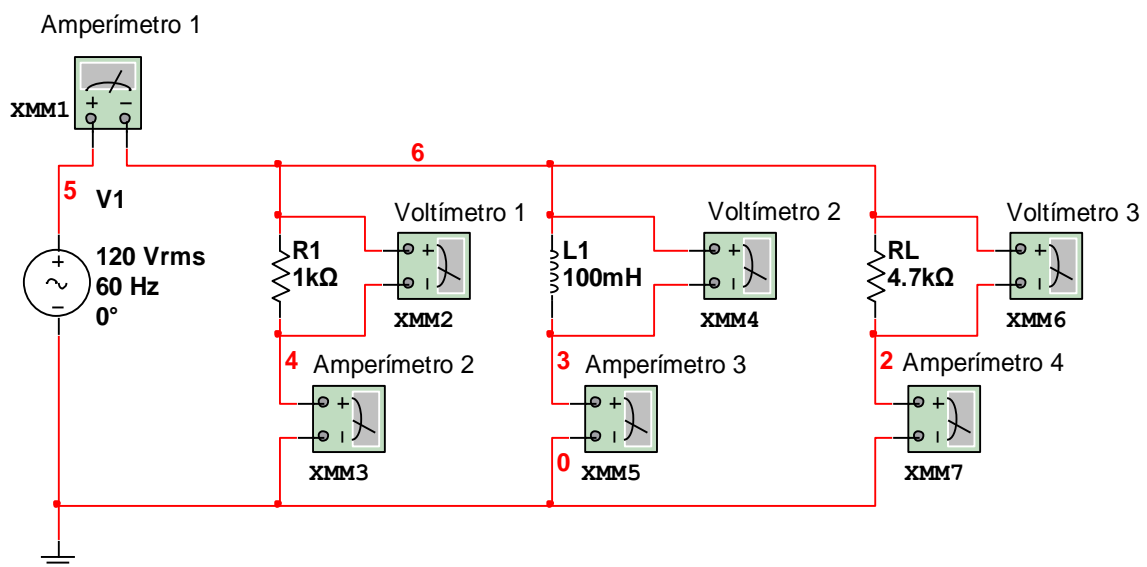 Amperímetro 1
XMM1
+ −
5
V1
6
120 Vrms
60 Hz
0°
R1
1kΩ
Voltímetro 1
XMM2
L1
100mH
Voltímetro 2
XMM4
RL
4.7kΩ
Voltímetro 3
XMM6
4
Amperímetro 2
XMM3
3
Amperímetro 3
0
XMM5
2
Amperímetro 4
XMM7